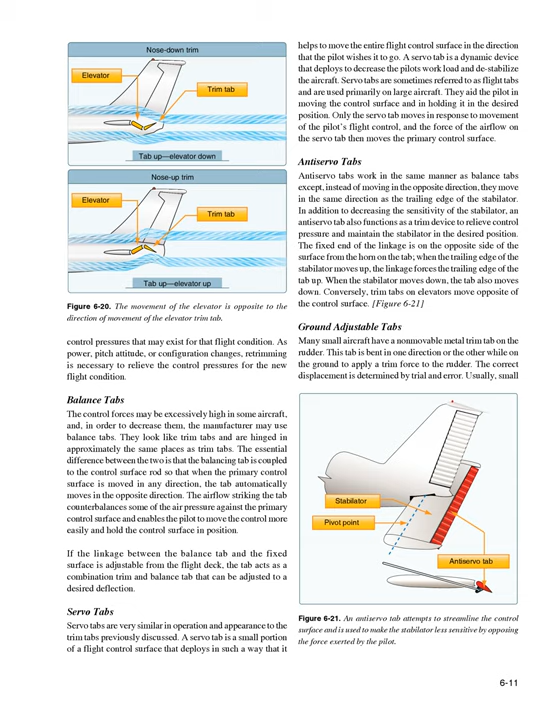 Nose-down trim
Elevator
Trim tab
Tab up—elevator down
Nose-up trim
Elevator
Trim tab
Tab up—elevator up
Figure 6-20. The movement of the elevator is opposite to the
direction of movement of the elevator trim tab.
control pressures that may exist for that flight condition. As
power, pitch attitude, or configuration changes, retrimming
is necessary to relieve the control pressures for the new
flight condition.
Balance Tabs
The control forces may be excessively high in some aircraft,
and, in order to decrease them, the manufacturer may use
balance tabs. They look like trim tabs and are hinged in
approximately the same places as trim tabs. The essential
difference between the two is that the balancing tab is coupled
to the control surface rod so that when the primary control
surface is moved in any direction, the tab automatically
moves in the opposite direction. The airflow striking the tab
counterbalances some of the air pressure against the primary
control surface and enables the pilot to move the control more
easily and hold the control surface in position.
If the linkage between the balance tab and the fixed
surface is adjustable from the flight deck, the tab acts as a
combination trim and balance tab that can be adjusted to a
desired deflection.
Servo Tabs
Servo tabs are very similar in operation and appearance to the
trim tabs previously discussed. A servo tab is a small portion
of a flight control surface that deploys in such a way that it
helps to move the entire flight control surface in the direction
that the pilot wishes it to go. A servo tab is a dynamic device
that deploys to decrease the pilots work load and de-stabilize
the aircraft. Servo tabs are sometimes referred to as flight tabs
and are used primarily on large aircraft. They aid the pilot in
moving the control surface and in holding it in the desired
position. Only the servo tab moves in response to movement
of the pilot's flight control, and the force of the airflow on
the servo tab then moves the primary control surface.
Antiservo Tabs
Antiservo tabs work in the same manner as balance tabs
except, instead of moving in the opposite direction, they move
in the same direction as the trailing edge of the stabilator.
In addition to decreasing the sensitivity of the stabilator, an
antiservo tab also functions as a trim device to relieve control
pressure and maintain the stabilator in the desired position.
The fixed end of the linkage is on the opposite side of the
surface from the horn on the tab; when the trailing edge of the
stabilator moves up, the linkage forces the trailing edge of the
tab up. When the stabilator moves down, the tab also moves
down. Conversely, trim tabs on elevators move opposite of
the control surface. [Figure 6-21]
Ground Adjustable Tabs
Many small aircraft have a nonmovable metal trim tab on the
rudder. This tab is bent in one direction or the other while on
the ground to apply a trim force to the rudder. The correct
displacement is determined by trial and error. Usually, small
Stabilator
Pivot point
Antiservo tab
Figure 6-21. An antiservo tab attempts to streamline the control
surface and is used to make the stabilator less sensitive by opposing
the force exerted by the pilot.
6-11